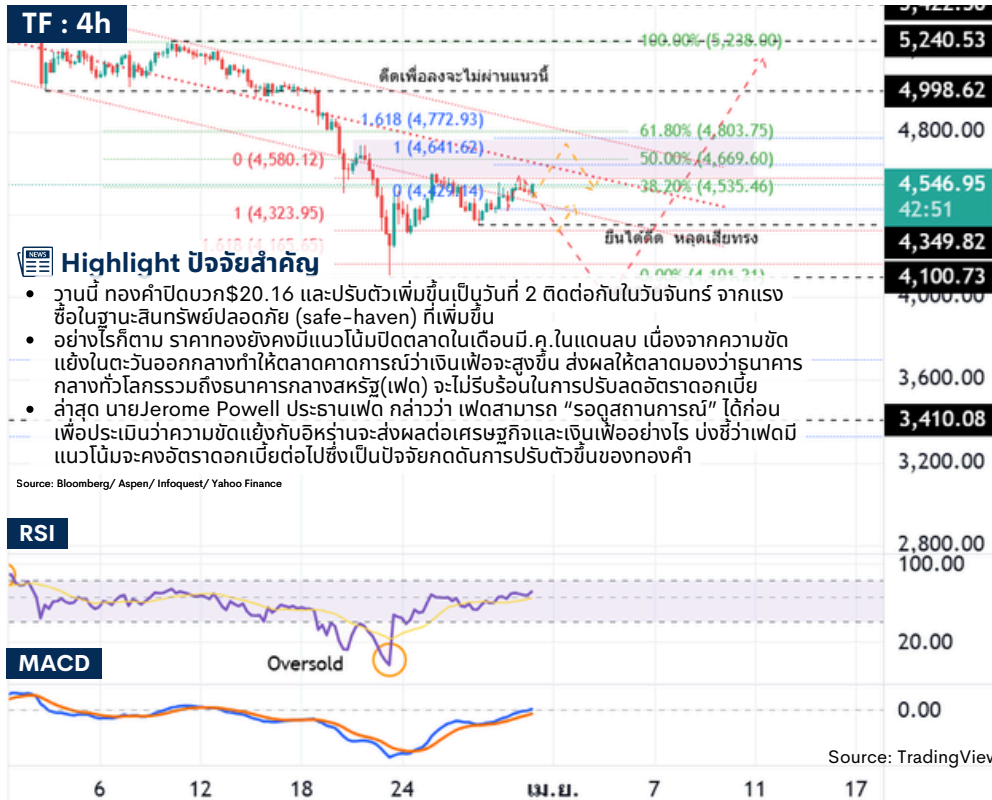 TF : 4h
5,240.53
100.00% (5,238.00)
ดีดเพื่อลงจะไม่ผ่านแนวนี้
4,998.62
1.618 (4,772.93)
61.80% (4,803.75)
4,800.00
1 (4,641.62)
0 (4,580.12)
50.00% (4,669.60)
0 (4,429.14)
38.20% (4,535.46)
4,546.95
42:51
1 (4,323.95)
ยืนได้ดีด หลุดเสียทรง
4,349.82
1.618 (4,165.65)
0.00% (4,101.21)
4,100.73
4,000.00
NEWS
Highlight ปัจจัยสำคัญ
• วานนี้ ทองคำปิดบวก$20.16 และปรับตัวเพิ่มขึ้นเป็นวันที่ 2 ติดต่อกันในวันจันทร์ จากแรง
ซื้อในฐานะสินทรัพย์ปลอดภัย (safe-haven) ที่เพิ่มขึ้น
• อย่างไรก็ตาม ราคาทองยังคงมีแนวโน้มปิดตลาดในเดือนมี.ค.ในแดนลบ เนื่องจากความขัด
แย้งในตะวันออกกลางทำให้ตลาดคาดการณ์ว่าเงินเฟ้อจะสูงขึ้น ส่งผลให้ตลาดมองว่าธนาคาร
กลางทั่วโลกรรวมถึงธนาคารกลางสหรัฐ(เฟด) จะไม่รีบร้อนในการปรับลดอัตราดอกเบี้ย
• ล่าสุด นายJerome Powell ประธานเฟด กล่าวว่า เฟดสามารถ “รอดูสถานการณ์” ได้ก่อน
เพื่อประเมินว่าความขัดแย้งกับอิหร่านจะส่งผลต่อเศรษฐกิจและเงินเฟ้ออย่างไร บ่งชี้ว่าเฟดมี
แนวโน้มจะคงอัตราดอกเบี้ยต่อไปซึ่งเป็นปัจจัยกดดันการปรับตัวขึ้นของทองคำ
Source: Bloomberg/ Aspen/ Infoquest/ Yahoo Finance
3,600.00
3,410.08
3,200.00
2,800.00
RSI
100.00
20.00
Oversold
MACD
0.00
Source: TradingView
6 12 18 24 เม.ย. 7 11 17